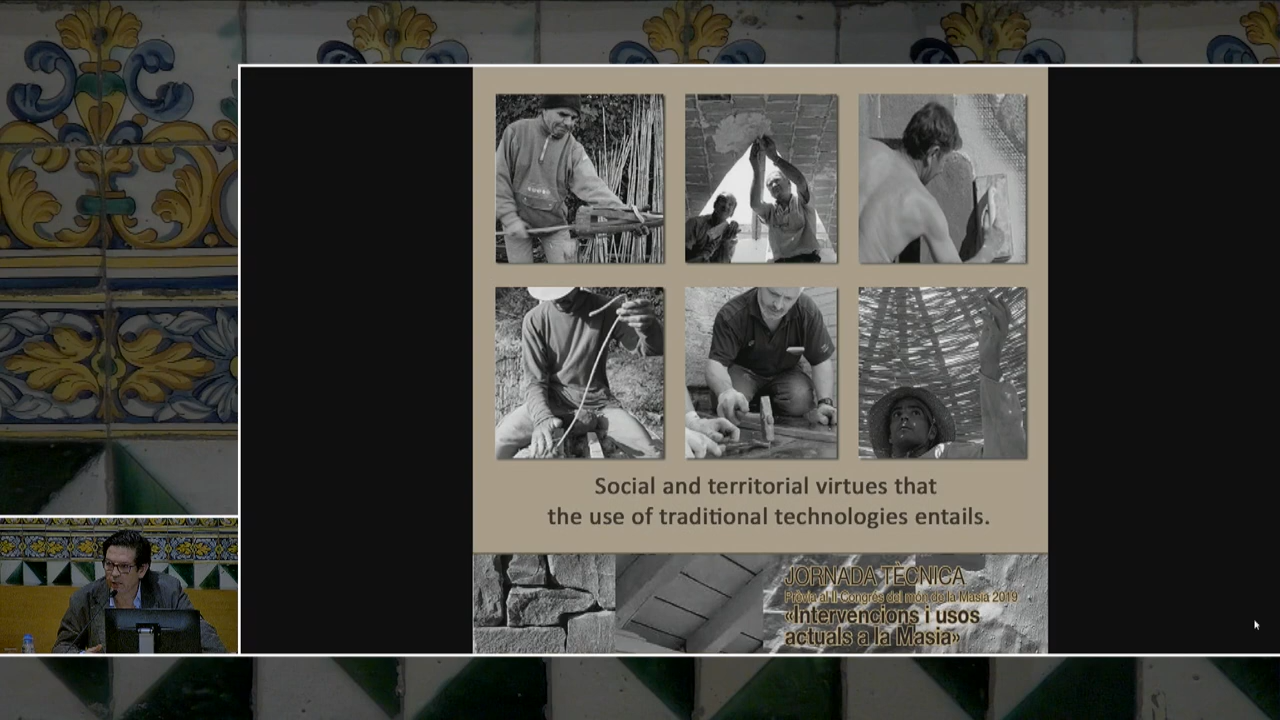 Social and territorial virtues that
the use of traditional technologies entails.
JORNADA TÈCNICA
Prèvia al II Congrés del món de la Masia 2019
«Intervencions i usos
actuals a la Masia»